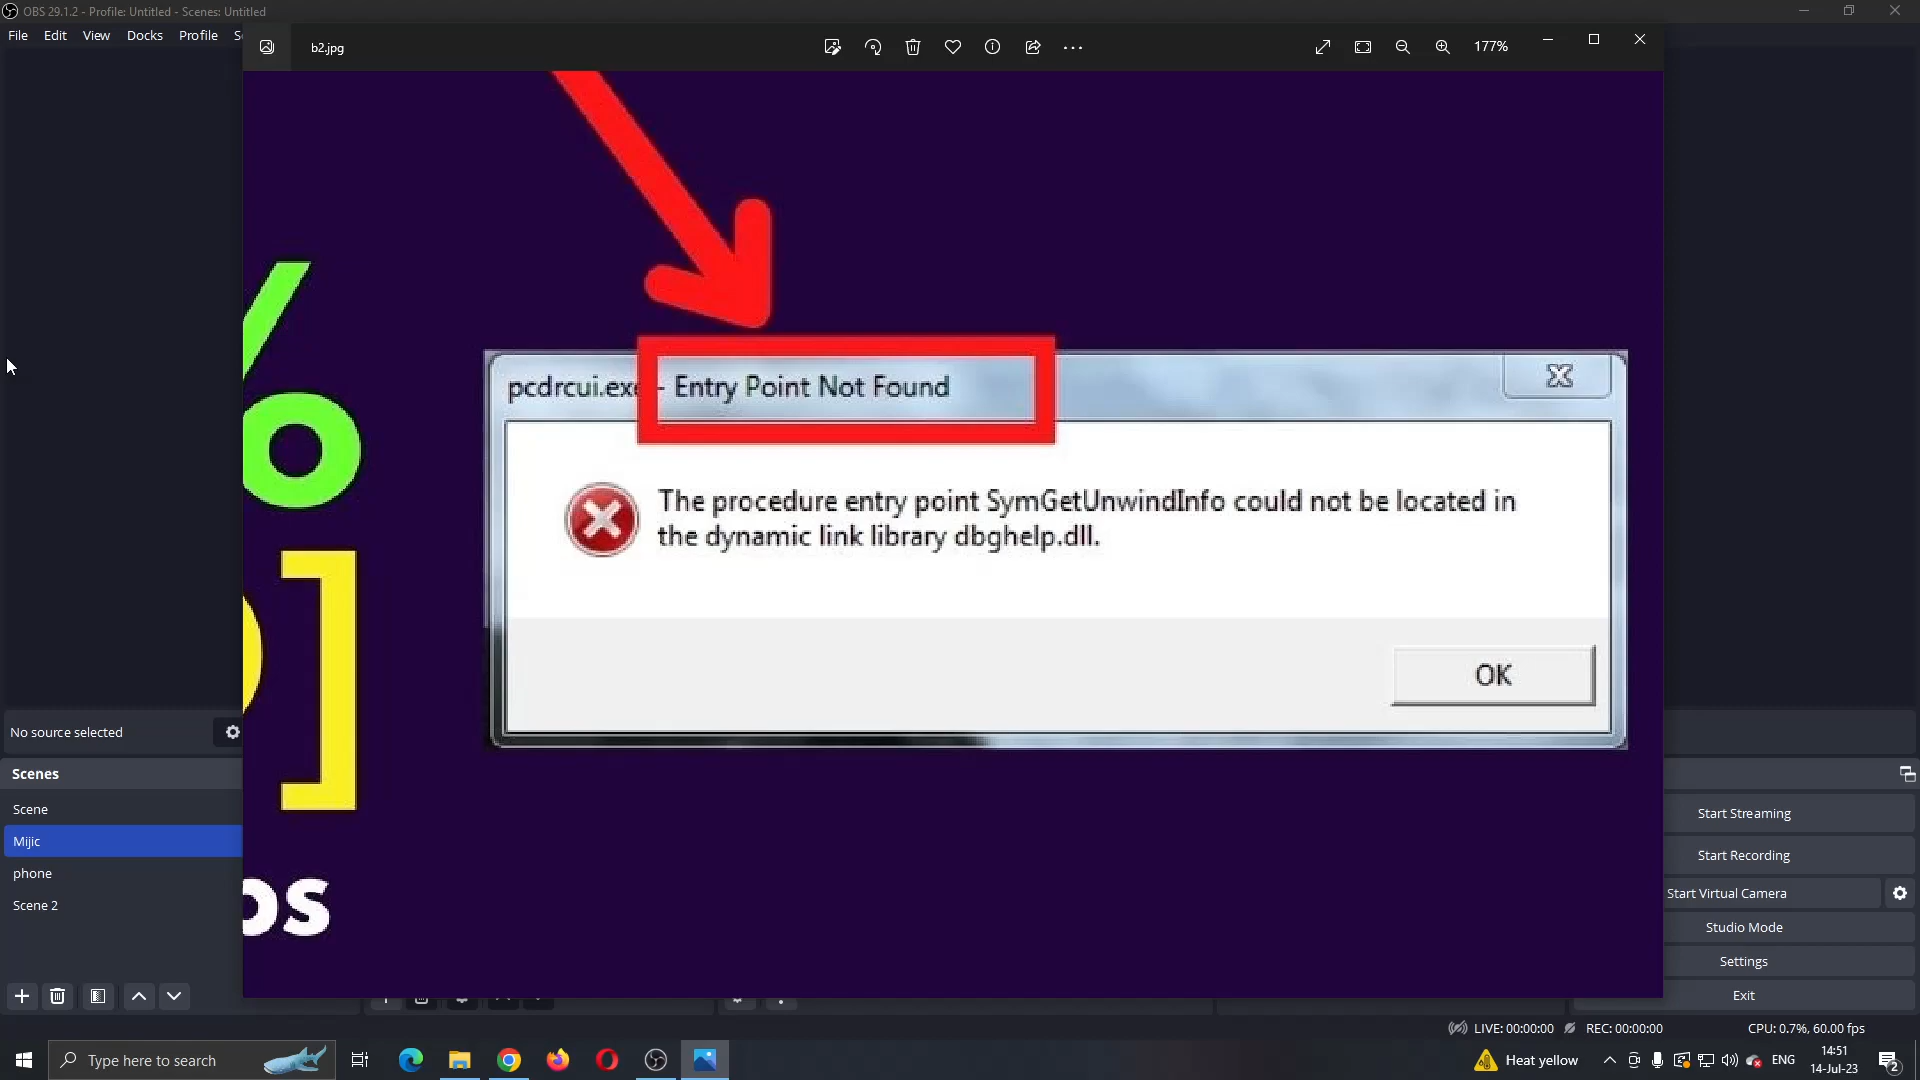 OBS 29.1.2 - Profile: Untitled - Scenes: Untitled
File Edit View Docks Profile
b2.jpg
177%
%
]
os
pcdrcui.exe - Entry Point Not Found
The procedure entry point SymGetUnwindInfo could not be located in
the dynamic link library dbghelp.dll.
OK
No source selected
Scenes
Scene
Mijic
phone
Scene 2
Start Streaming
Start Recording
Start Virtual Camera
Studio Mode
Settings
Exit
LIVE: 00:00:00 REC: 00:00:00 CPU: 0.7%, 60.00 fps
Type here to search
Heat yellow
ENG
14:51
14-Jul-23
2